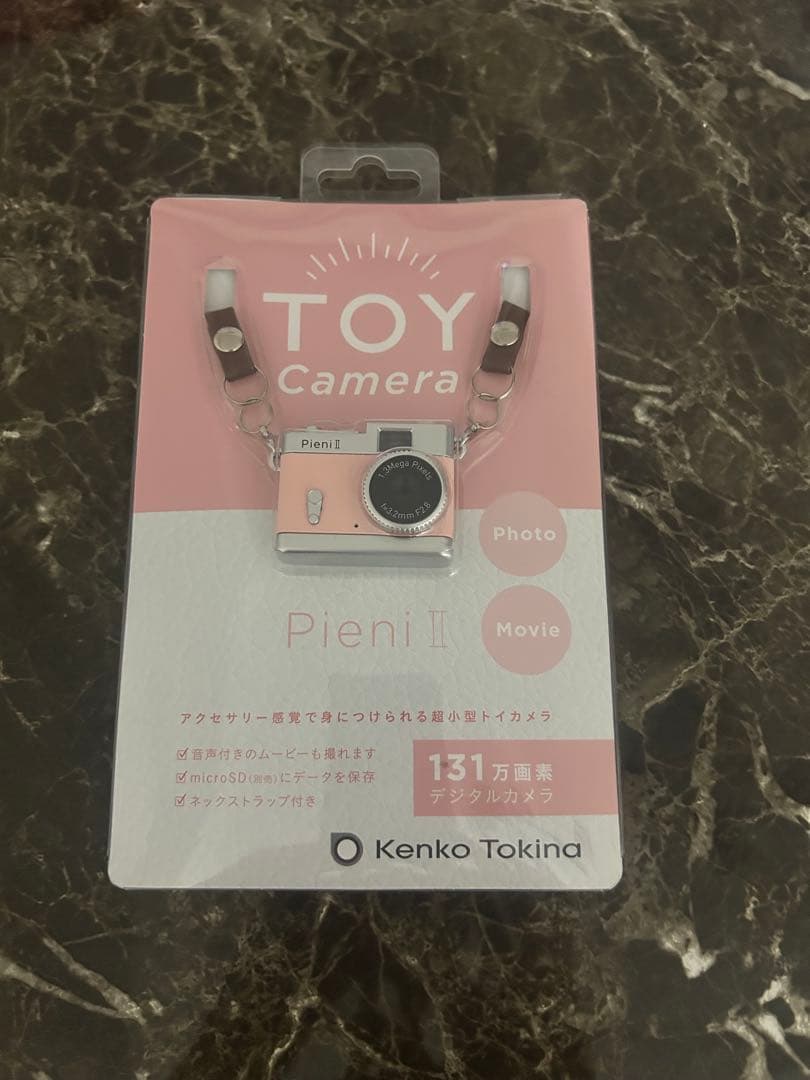 TOY
Camera
Pieni II
1.3Mega Pixels
f=3.2mm F2.8
Photo
Pieni II
Movie
アクセサリー感覚で身につけられる超小型トイカメラ
音声付きのムービーも撮れます
microSD(別売)にデータを保存
ネックストラップ付き
131万画素
デジタルカメラ
Kenko Tokina